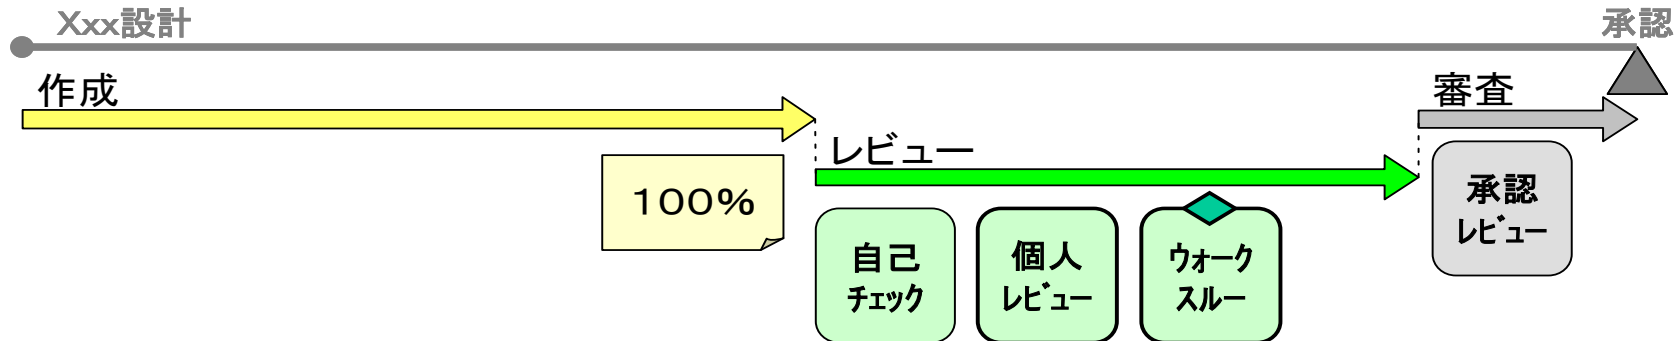 Xxx設計
承認
作成
審査
レビュー
100%
自己
チェック
個人
レビュー
ウォーク
スルー
承認
レビュー